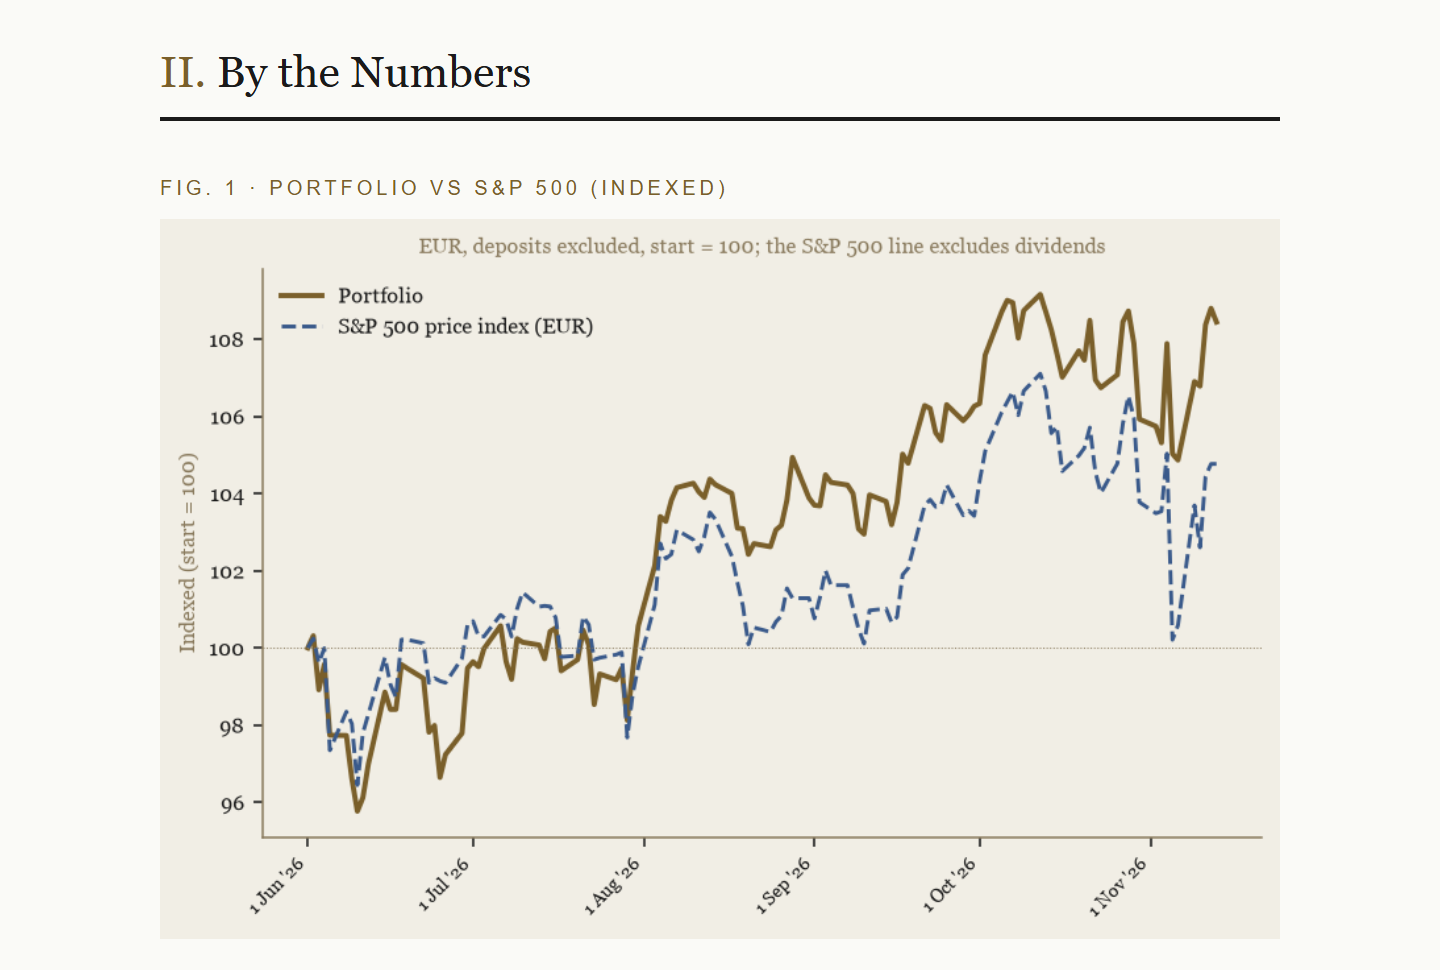 II. By the Numbers
FIG. 1 · PORTFOLIO VS S&P 500 (INDEXED)
EUR, deposits excluded, start = 100; the S&P 500 line excludes dividends
Portfolio
S&P 500 price index (EUR)
Indexed (start = 100)
108
106
104
102
100
98
96
1 Jun '26
1 Jul '26
1 Aug '26
1 Sep '26
1 Oct '26
1 Nov '26